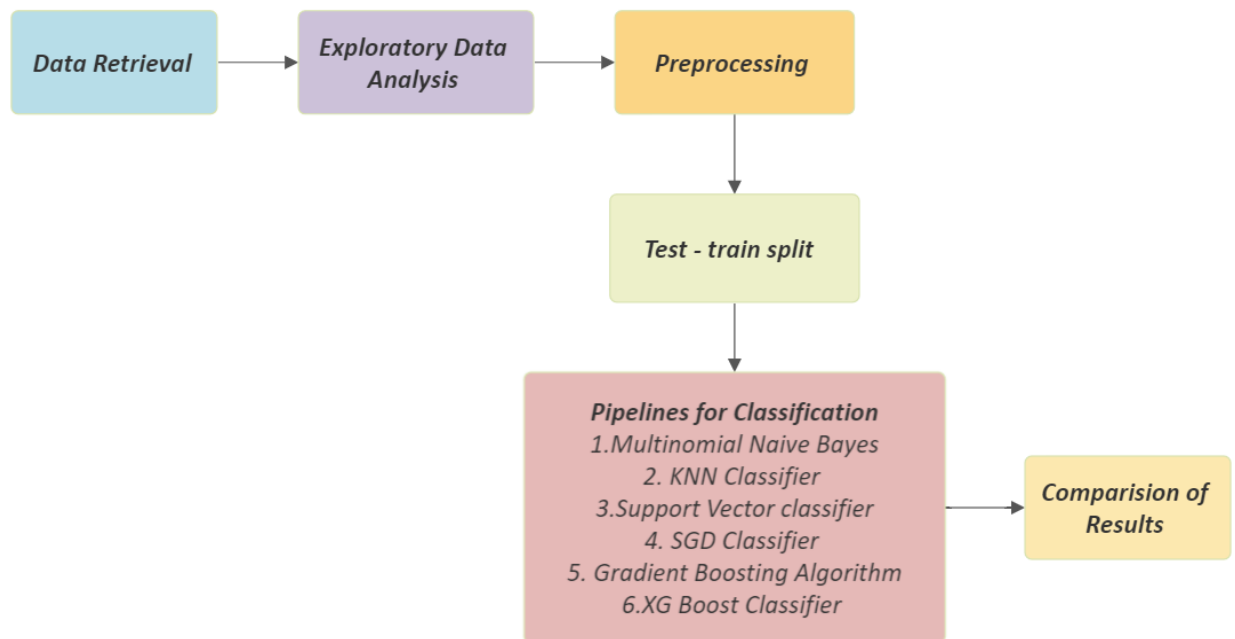 Data Retrieval
Exploratory Data
Analysis
Preprocessing
Test - train split
Pipelines for Classification
1.Multinomial Naive Bayes
2. KNN Classifier
3.Support Vector classifier
4. SGD Classifier
5. Gradient Boosting Algorithm
6.XG Boost Classifier
Comparision of
Results